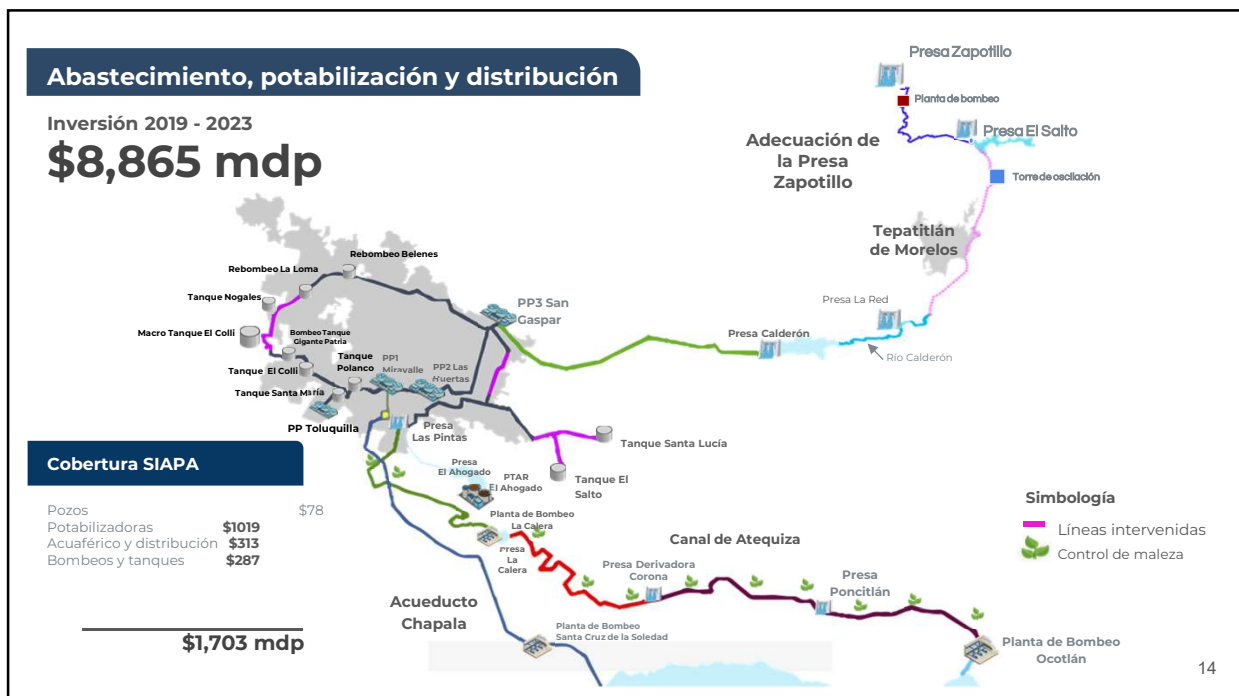 Abastecimiento, potabilización y distribución
Inversión 2019 - 2023
$8,865 mdp
Presa Zapotillo
Planta de bombeo
Presa El Salto
Adecuación de
la Presa
Zapotillo
Torre de oscilación
Tepatitlán
de Morelos
Rebombeo Belenes
Rebombeo La Loma
Tanque Nogales
PP3 San
Gaspar
Presa La Red
Macro Tanque El Colli
Bombeo Tanque
Gigante Patria
Presa Calderón
Río Calderón
Tanque El Colli
Tanque
Polanco
PP1
Miravalle
PP2 Las
Huertas
Tanque Santa María
PP Toluquilla
Presa
Las Pintas
Tanque Santa Lucía
Cobertura SIAPA
Presa
El Ahogado
PTAR
El Ahogado
Tanque El
Salto
Pozos $78
Potabilizadoras $1019
Acuaférico y distribución $313
Bombeos y tanques $287
$1,703 mdp
Planta de Bombeo
La Calera
Presa
La
Calera
Canal de Atequiza
Presa Derivadora
Corona
Presa
Poncitlán
Simbología
Líneas intervenidas
Control de maleza
Acueducto
Chapala
Planta de Bombeo
Santa Cruz de la Soledad
Planta de Bombeo
Ocotlán
14